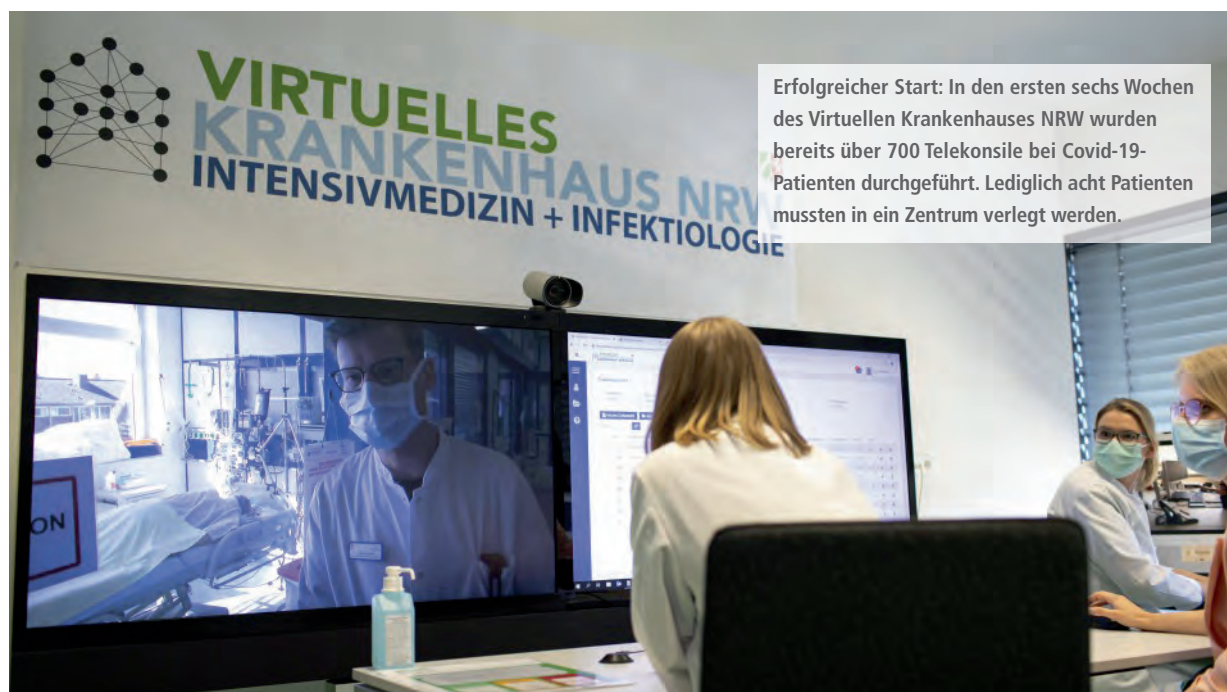 VIRTUELLES
KRANKENHAUS NRW
INTENSIVMEDIZIN + INFEKTIOLOGIE
Erfolgreicher Start: In den ersten sechs Wochen
des Virtuellen Krankenhauses NRW wurden
bereits über 700 Telekonsile bei Covid-19-
Patienten durchgeführt. Lediglich acht Patienten
mussten in ein Zentrum verlegt werden.
ON